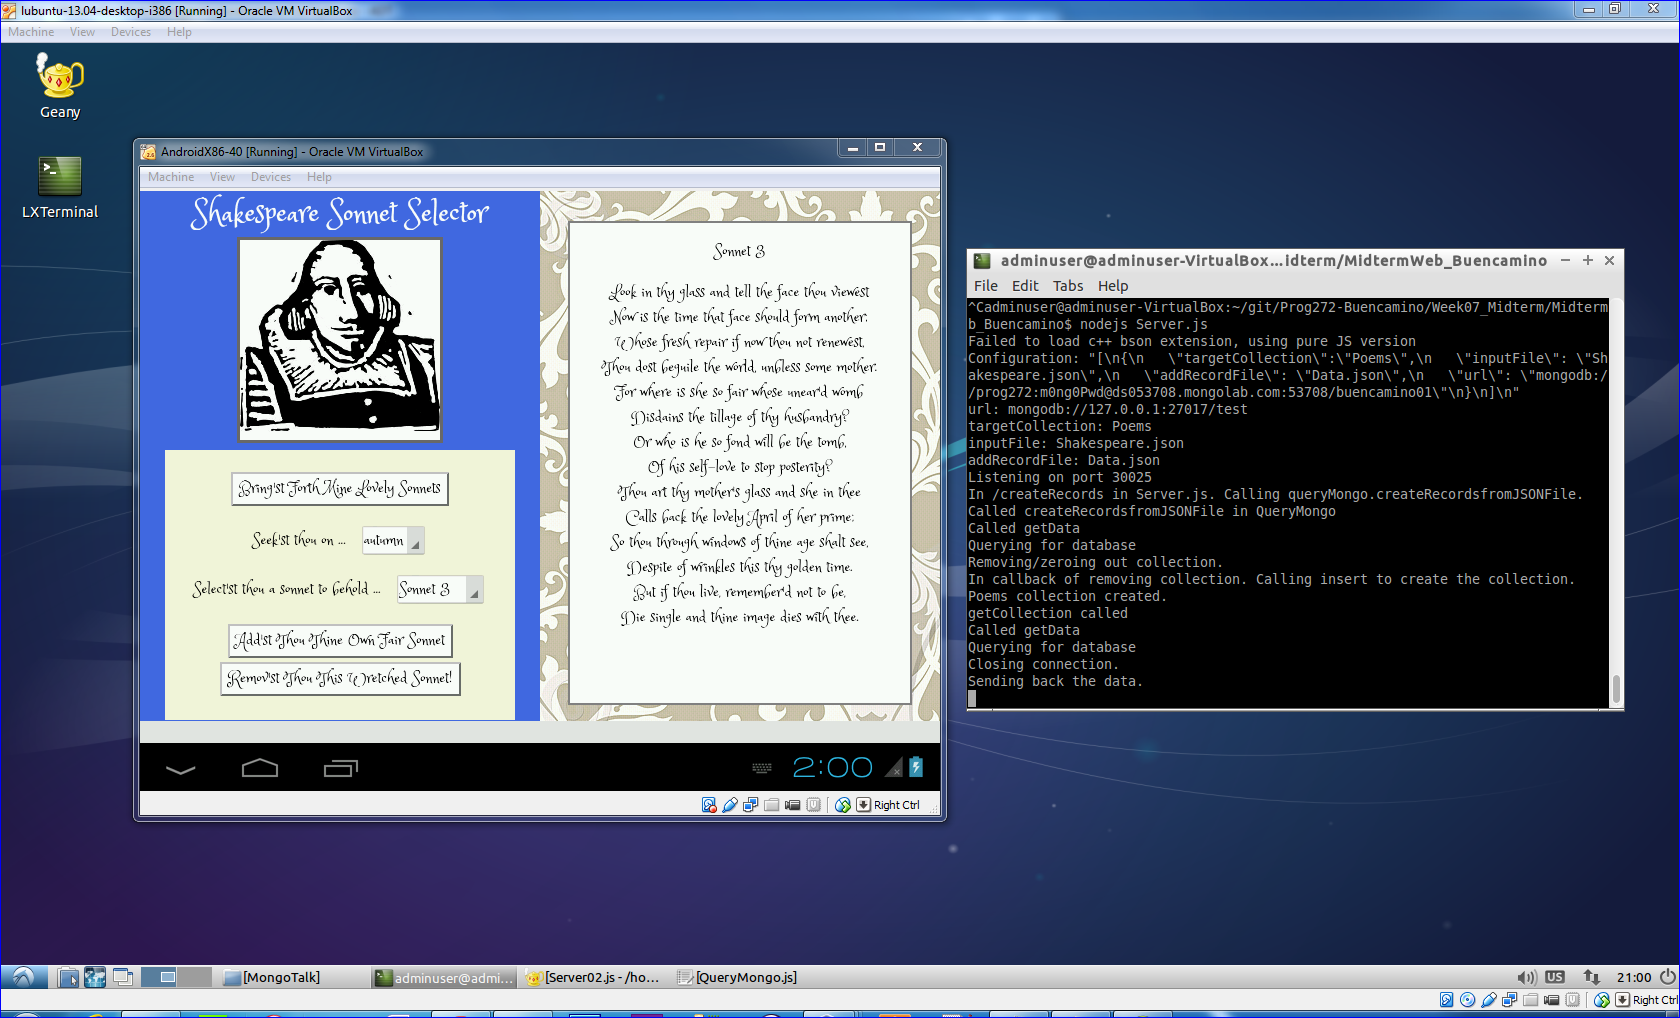 lubuntu-13.04-desktop-i386 [Running] - Oracle VM VirtualBox
Machine View Devices Help
Geany
LXTerminal
AndroidX86-40 [Running] - Oracle VM VirtualBox
Machine View Devices Help
Shakespeare Sonnet Selector
Bring'st Forth Mine Lovely Sonnets
Seek'st thou on ... autumn
Select'st thou a sonnet to behold ... Sonnet 3
Add'st Thou Thine Own Fair Sonnet
Remov'st Thou This Wretched Sonnet!
Sonnet 3
Look in thy glass and tell the face thou viewest
Now is the time that face should form another;
Whose fresh repair if now thou not renewest,
Thou dost beguile the world, unbless some mother.
For where is she so fair whose unear'd womb
Disdains the tillage of thy husbandry?
Or who is he so fond will be the tomb,
Of his self-love to stop posterity?
Thou art thy mother's glass and she in thee
Calls back the lovely April of her prime;
So thou through windows of thine age shalt see,
Despite of wrinkles this thy golden time.
But if thou live, remember'd not to be,
Die single and thine image dies with thee.
2:00
Right Ctrl
adminuser@adminuser-VirtualBox...idterm/MidtermWeb_Buencamino
File Edit Tabs Help
^Cadminuser@adminuser-VirtualBox:~/git/Prog272-Buencamino/Week07_Midterm/Midterm
b_Buencamino$ nodejs Server.js
Failed to load c++ bson extension, using pure JS version
Configuration: "[\n{\n   \"targetCollection\":\"Poems\",\n   \"inputFile\": \"Sh
akespeare.json\",\n   \"addRecordFile\": \"Data.json\",\n   \"url\": \"mongodb:/
/prog272:m0ng0Pwd@ds053708.mongolab.com:53708/buencamino01\"\n}\n]\n"
url: mongodb://127.0.0.1:27017/test
targetCollection: Poems
inputFile: Shakespeare.json
addRecordFile: Data.json
Listening on port 30025
In /createRecords in Server.js. Calling queryMongo.createRecordsfromJSONFile.
Called createRecordsfromJSONFile in QueryMongo
Called getData
Querying for database
Removing/zeroing out collection.
In callback of removing collection. Calling insert to create the collection.
Poems collection created.
getCollection called
Called getData
Querying for database
Closing connection.
Sending back the data.
[MongoTalk] adminuser@admi... [Server02.js - /ho... [QueryMongo.js] US 21:00
Right Ctrl